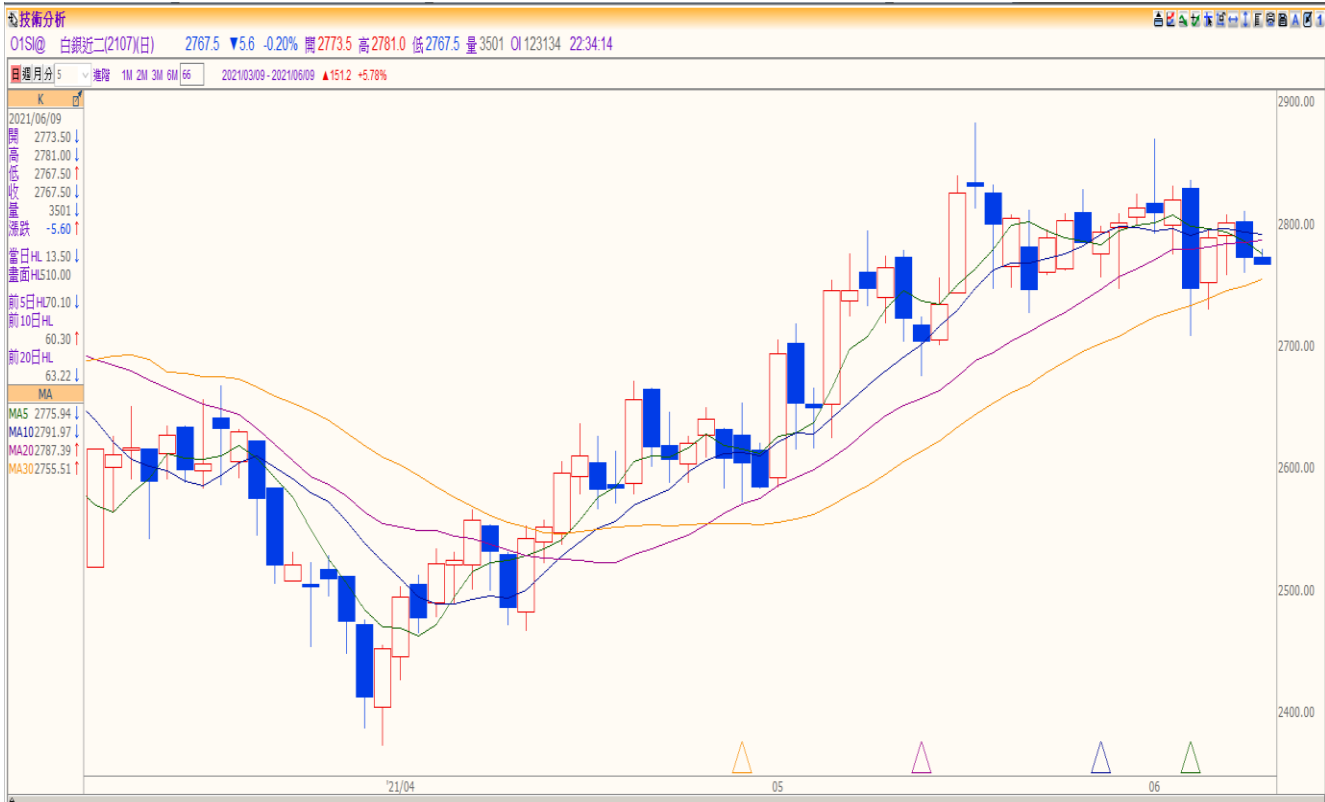 技術分析
O1SI@ 白銀近二(2107)(日) 2767.5 ▼5.6 -0.20% 開2773.5 高2781.0 低2767.5 量3501 OI 123134 22:34:14
日週月分 5 進階 1M 2M 3M 6M 66 2021/03/09 - 2021/06/09 ▲151.2 +5.78%
K
2021/06/09
開 2773.50↓
高 2781.00↓
低 2767.50↑
收 2767.50↓
量 3501↓
漲跌 -5.60↑
當日HL 13.50↓
畫面HL510.00
前5日HL70.10↓
前10日HL
60.30↑
前20日HL
63.22↓
MA
MA5 2775.94↓
MA10 2791.97↓
MA20 2787.39↑
MA30 2755.51↑
2900.00
2800.00
2700.00
2600.00
2500.00
2400.00
'21/04 05 06